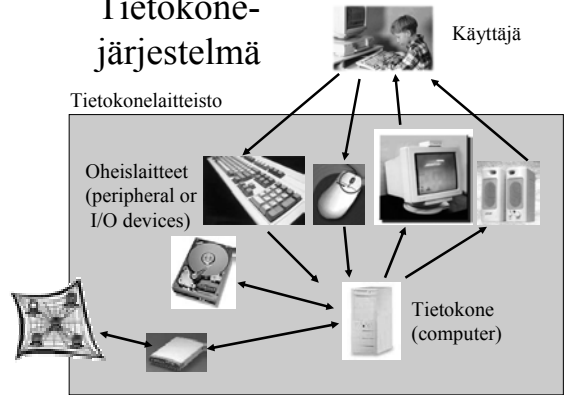 Tietokone-
järjestelmä
Käyttäjä
Tietokonelaitteisto
Oheislaitteet
(peripheral or
I/O devices)
Tietokone
(computer)